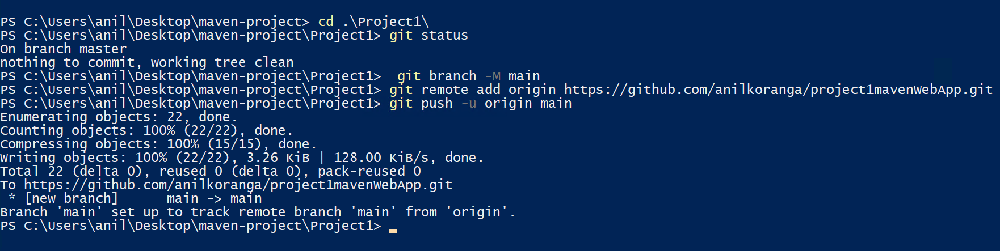 PS C:\Users\anil\Desktop\maven-project> cd .\Project1\
PS C:\Users\anil\Desktop\maven-project\Project1> git status
On branch master
nothing to commit, working tree clean
PS C:\Users\anil\Desktop\maven-project\Project1>  git branch -M main
PS C:\Users\anil\Desktop\maven-project\Project1> git remote add origin https://github.com/anilkoranga/project1mavenWebApp.git
PS C:\Users\anil\Desktop\maven-project\Project1> git push -u origin main
Enumerating objects: 22, done.
Counting objects: 100% (22/22), done.
Compressing objects: 100% (15/15), done.
Writing objects: 100% (22/22), 3.26 KiB | 128.00 KiB/s, done.
Total 22 (delta 0), reused 0 (delta 0), pack-reused 0
To https://github.com/anilkoranga/project1mavenWebApp.git
 * [new branch]      main -> main
Branch 'main' set up to track remote branch 'main' from 'origin'.
PS C:\Users\anil\Desktop\maven-project\Project1>